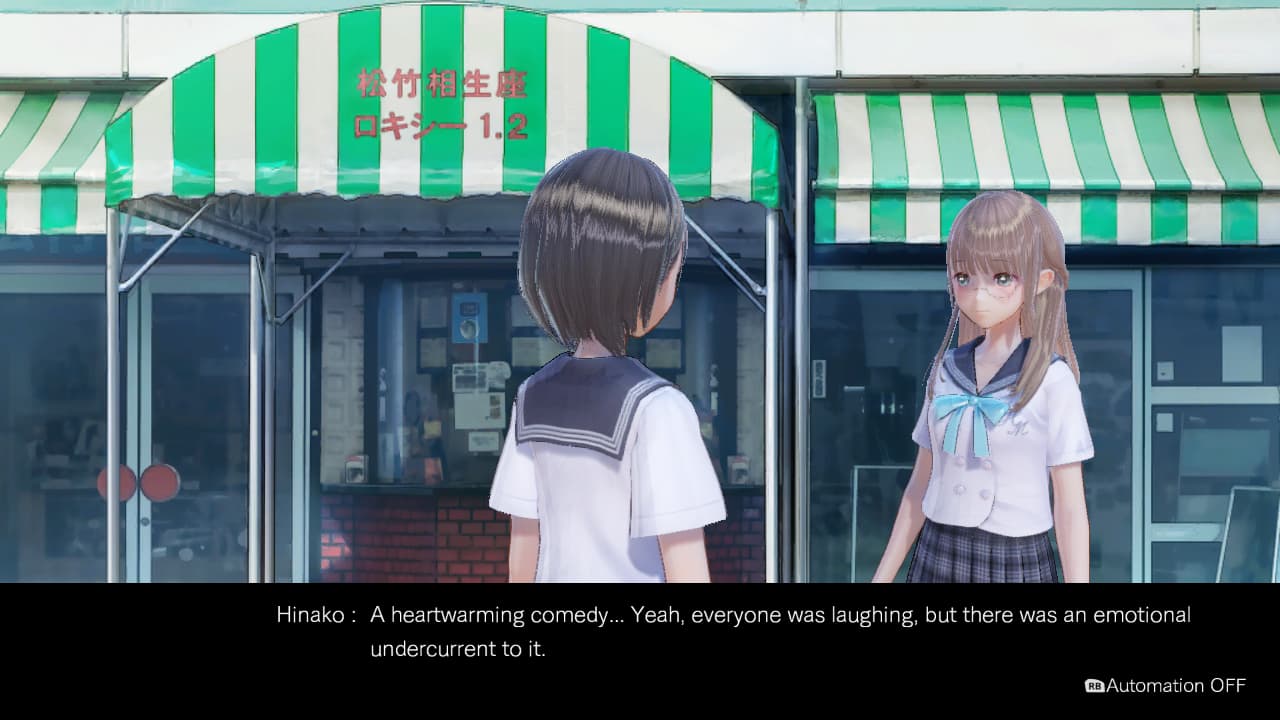 松竹相生座
ロキシー 1.2
Hinako : A heartwarming comedy... Yeah, everyone was laughing, but there was an emotional
undercurrent to it.
RB Automation OFF